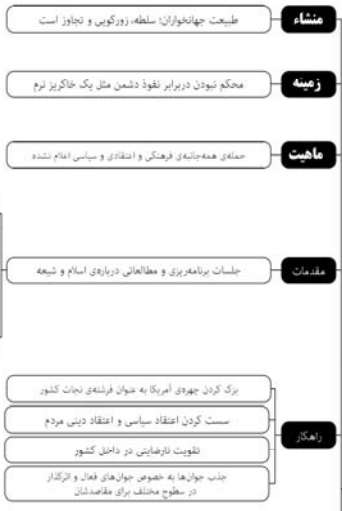 منشاء
طبیعت جهانخواران؛ سلطه، زورگویی و تجاوز است
زمینه
محکم نبودن دربرابر نفوذ دشمن مثل یک خاکریز نرم
ماهیت
حمله‌ی همه‌جانبه‌ی فرهنگی و اعتقادی و سیاسی اعلام نشده
مقدمات
جلسات برنامه‌ریزی و مطالعاتی درباره‌ی اسلام و شیعه
راهکار
بزک کردن چهره‌ی آمریکا به عنوان فرشته‌ی نجات کشور
سست کردن اعتقاد سیاسی و اعتقاد دینی مردم
تقویت نارضایتی در داخل کشور
جذب جوان‌ها به خصوص جوان‌های فعال و اثرگذار
در سطوح مختلف برای مقاصدشان